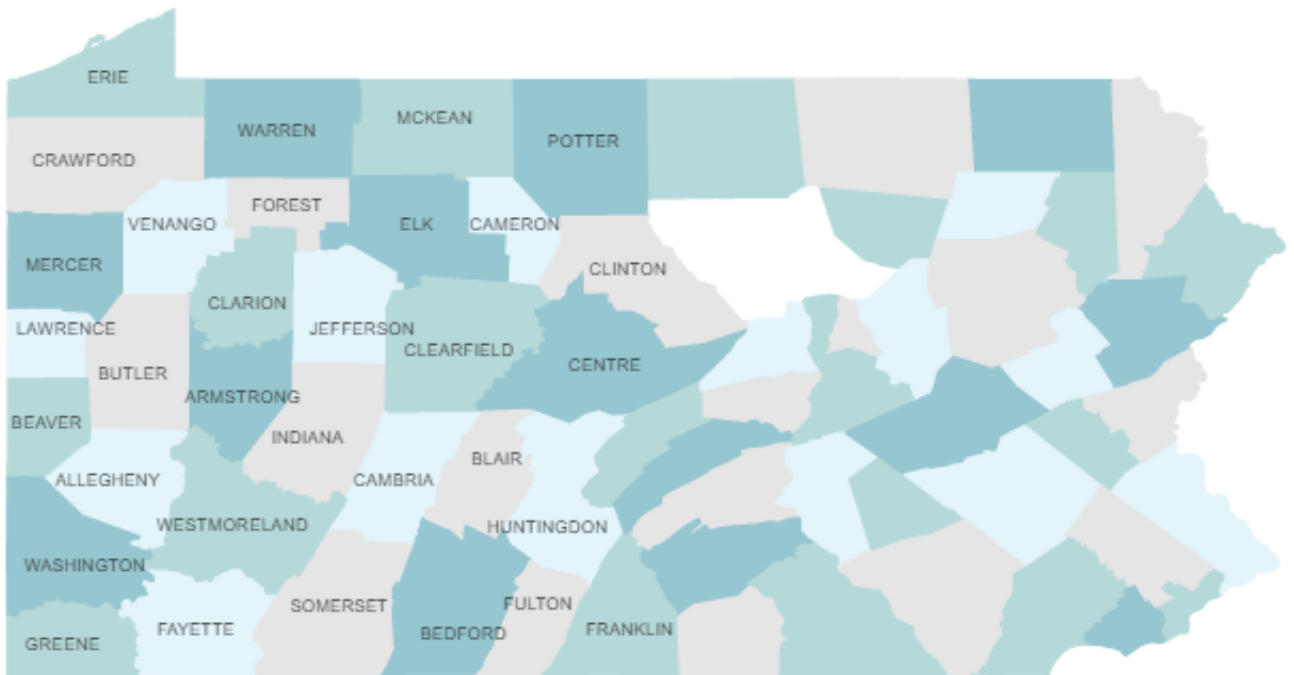 ERIE
MCKEAN
WARREN
POTTER
CRAWFORD
FOREST
VENANGO
ELK
CAMERON
MERCER
CLINTON
CLARION
LAWRENCE
JEFFERSON
CLEARFIELD
CENTRE
BUTLER
ARMSTRONG
BEAVER
INDIANA
BLAIR
ALLEGHENY
CAMBRIA
WESTMORELAND
HUNTINGDON
WASHINGTON
SOMERSET
FULTON
FAYETTE
BEDFORD
FRANKLIN
GREENE